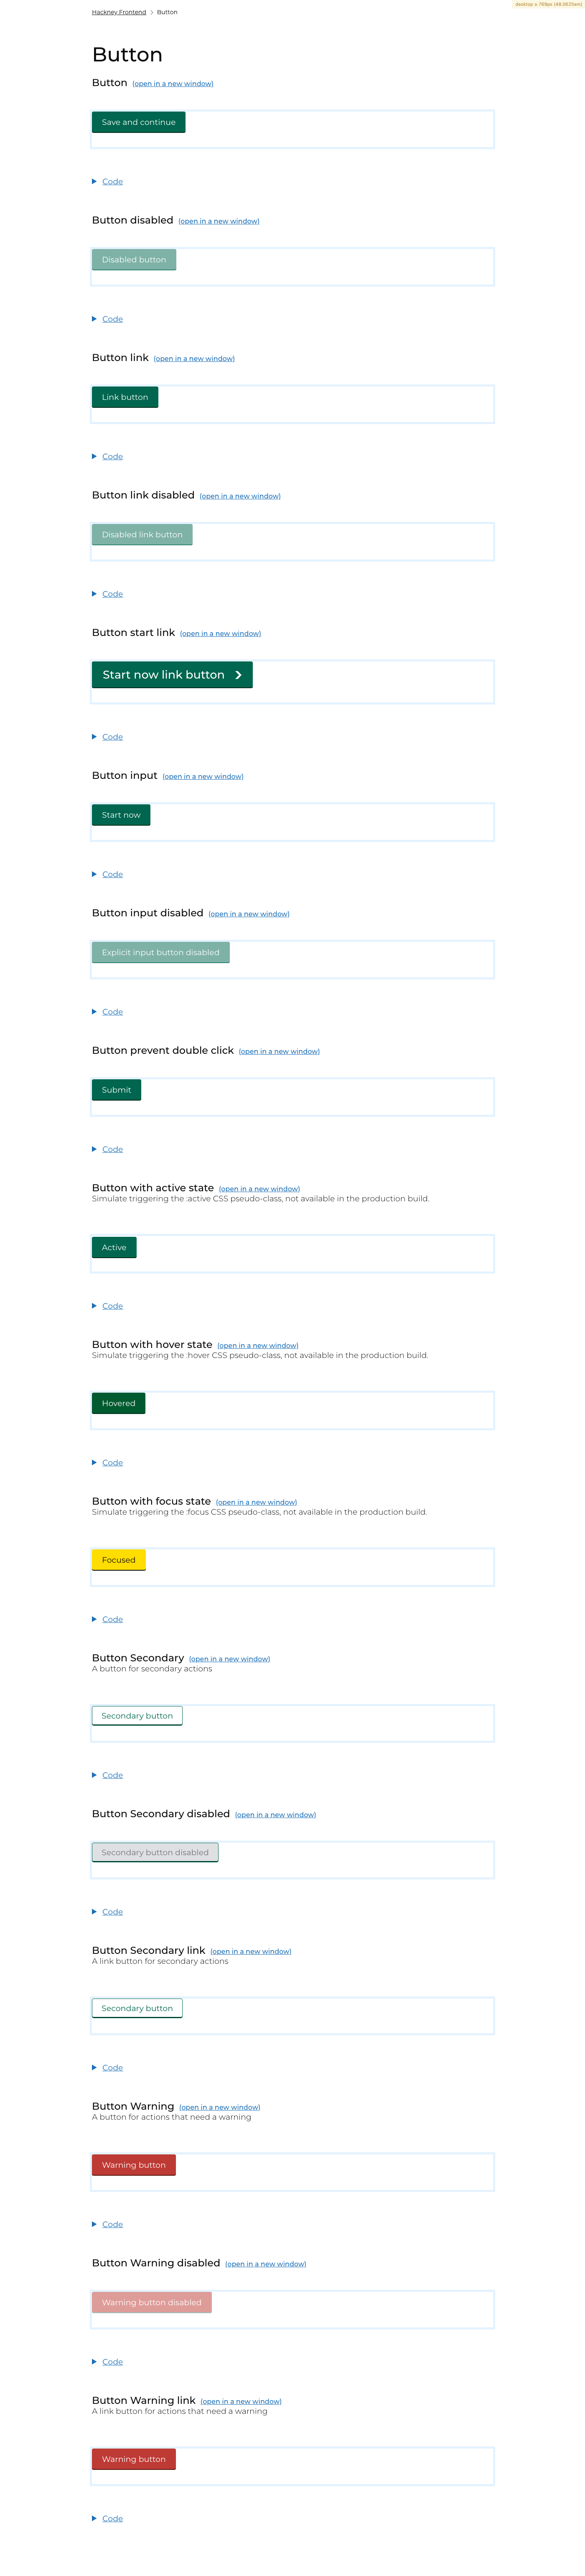 Hackney Frontend > Button
desktop ≥ 769px (48.0625em)
Button
Button (open in a new window)
Save and continue
Code
Button disabled (open in a new window)
Disabled button
Code
Button link (open in a new window)
Link button
Code
Button link disabled (open in a new window)
Disabled link button
Code
Button start link (open in a new window)
Start now link button
Code
Button input (open in a new window)
Start now
Code
Button input disabled (open in a new window)
Explicit input button disabled
Code
Button prevent double click (open in a new window)
Submit
Code
Button with active state (open in a new window)
Simulate triggering the :active CSS pseudo-class, not available in the production build.
Active
Code
Button with hover state (open in a new window)
Simulate triggering the :hover CSS pseudo-class, not available in the production build.
Hovered
Code
Button with focus state (open in a new window)
Simulate triggering the :focus CSS pseudo-class, not available in the production build.
Focused
Code
Button Secondary (open in a new window)
A button for secondary actions
Secondary button
Code
Button Secondary disabled (open in a new window)
Secondary button disabled
Code
Button Secondary link (open in a new window)
A link button for secondary actions
Secondary button
Code
Button Warning (open in a new window)
A button for actions that need a warning
Warning button
Code
Button Warning disabled (open in a new window)
Warning button disabled
Code
Button Warning link (open in a new window)
A link button for actions that need a warning
Warning button
Code